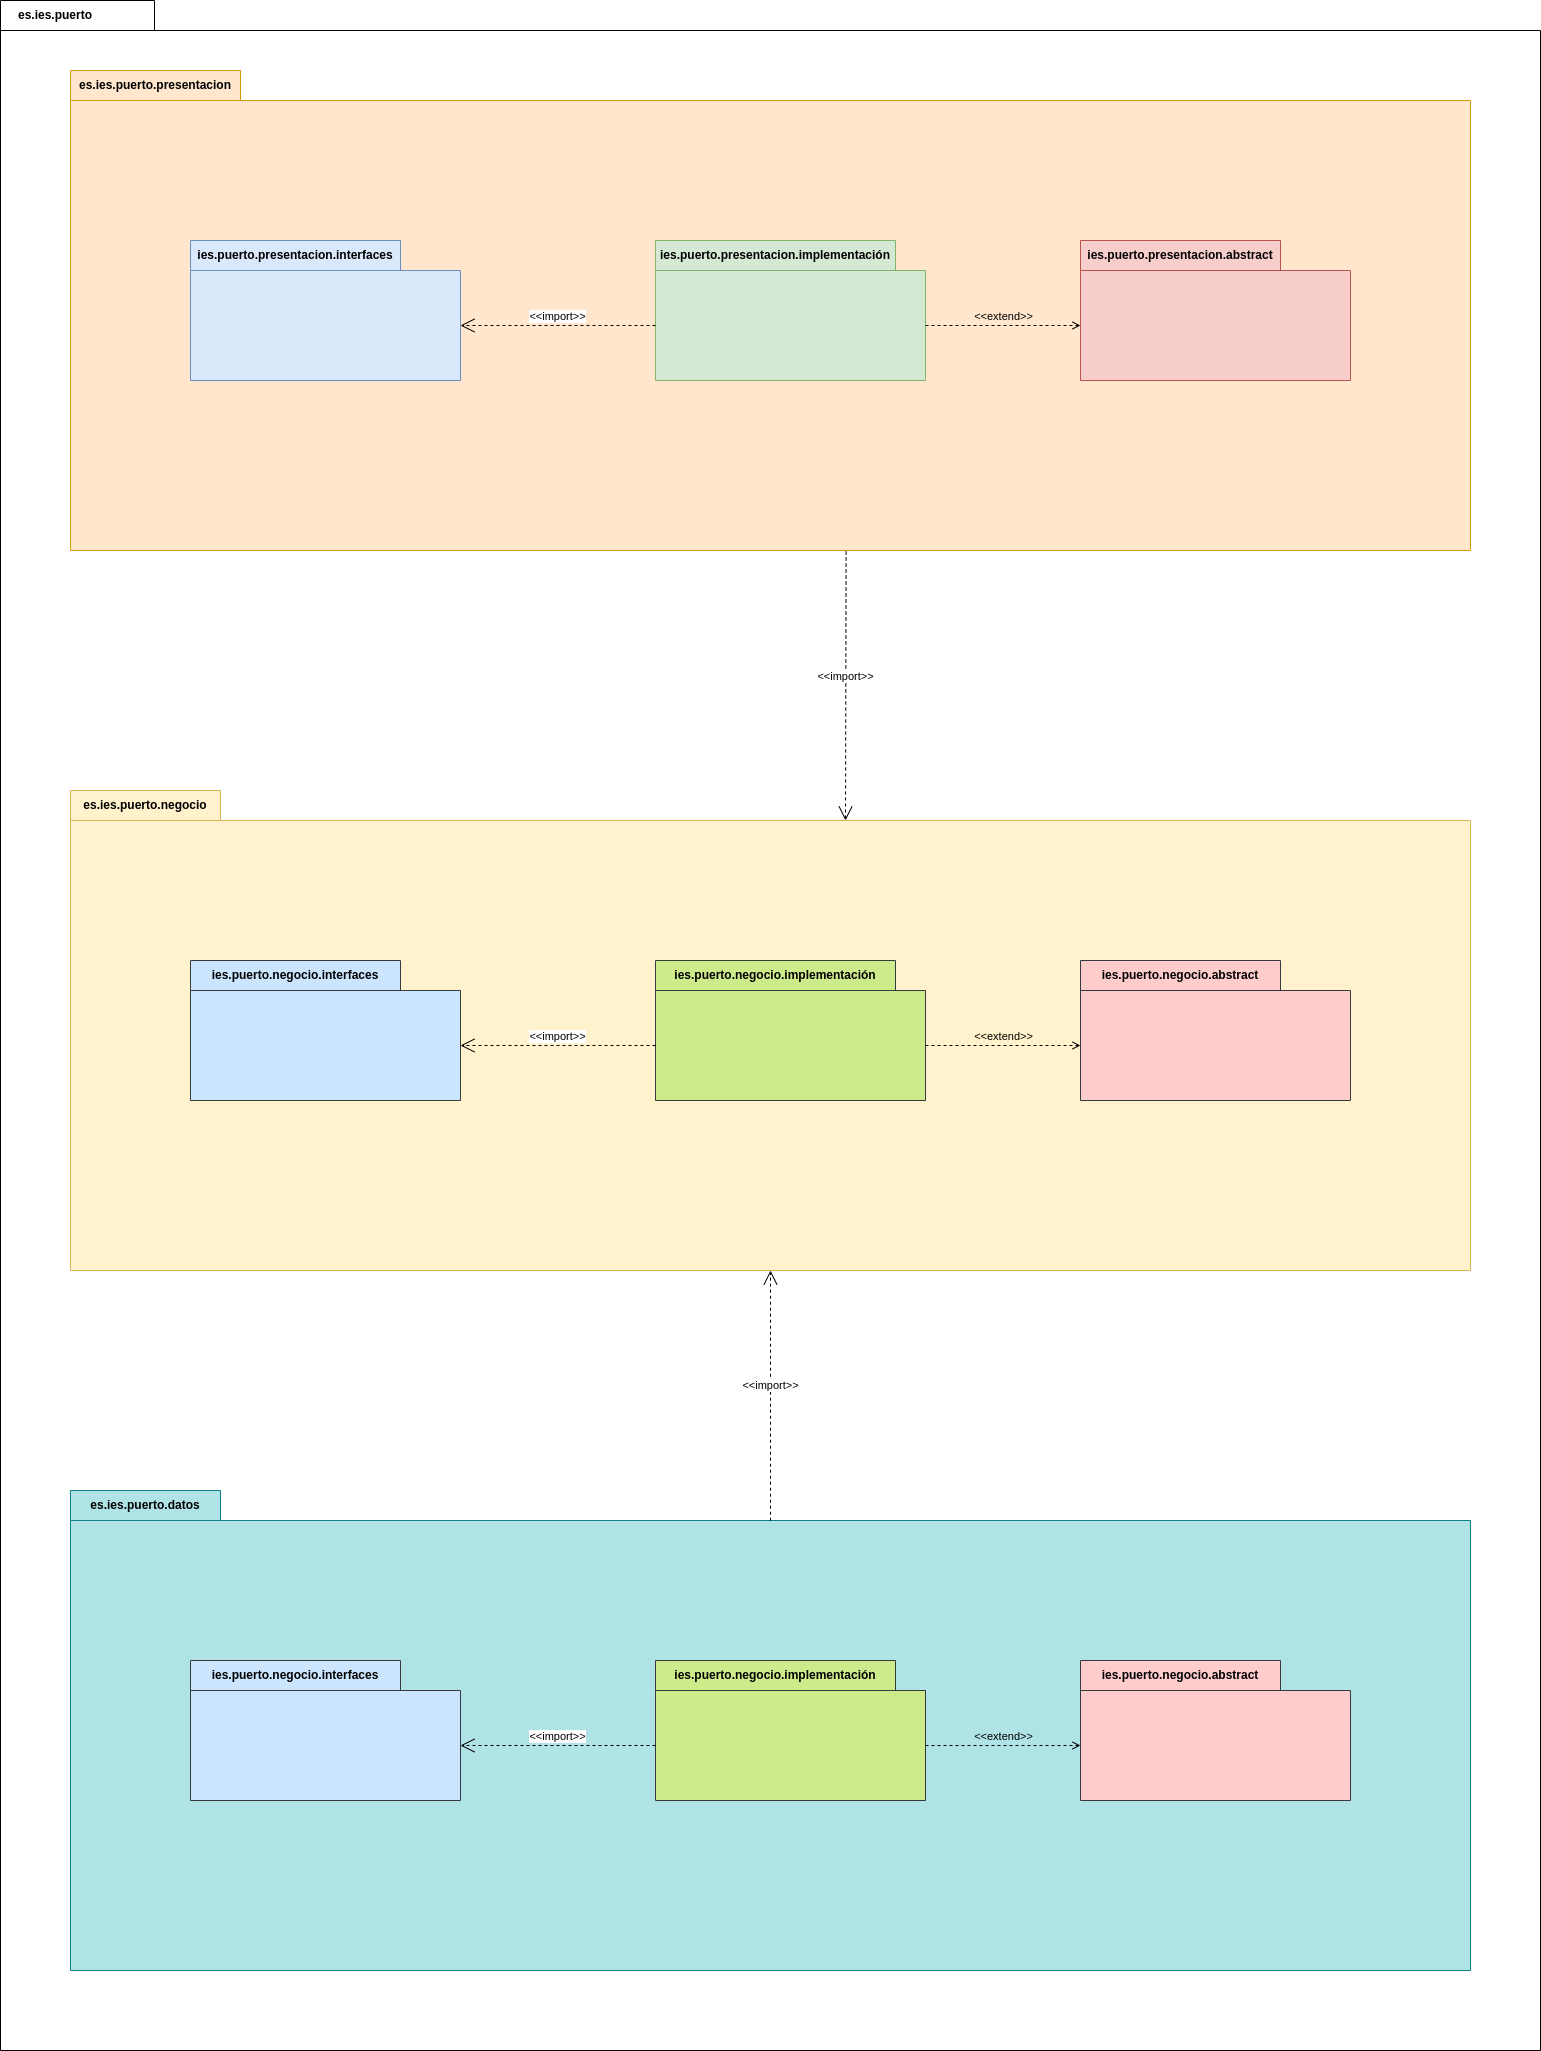 es.ies.puerto
es.ies.puerto.presentacion
ies.puerto.presentacion.interfaces
ies.puerto.presentacion.implementación
ies.puerto.presentacion.abstract
<<import>>
<<extend>>
<<import>>
es.ies.puerto.negocio
ies.puerto.negocio.interfaces
ies.puerto.negocio.implementación
ies.puerto.negocio.abstract
<<import>>
<<extend>>
<<import>>
es.ies.puerto.datos
ies.puerto.negocio.interfaces
ies.puerto.negocio.implementación
ies.puerto.negocio.abstract
<<import>>
<<extend>>